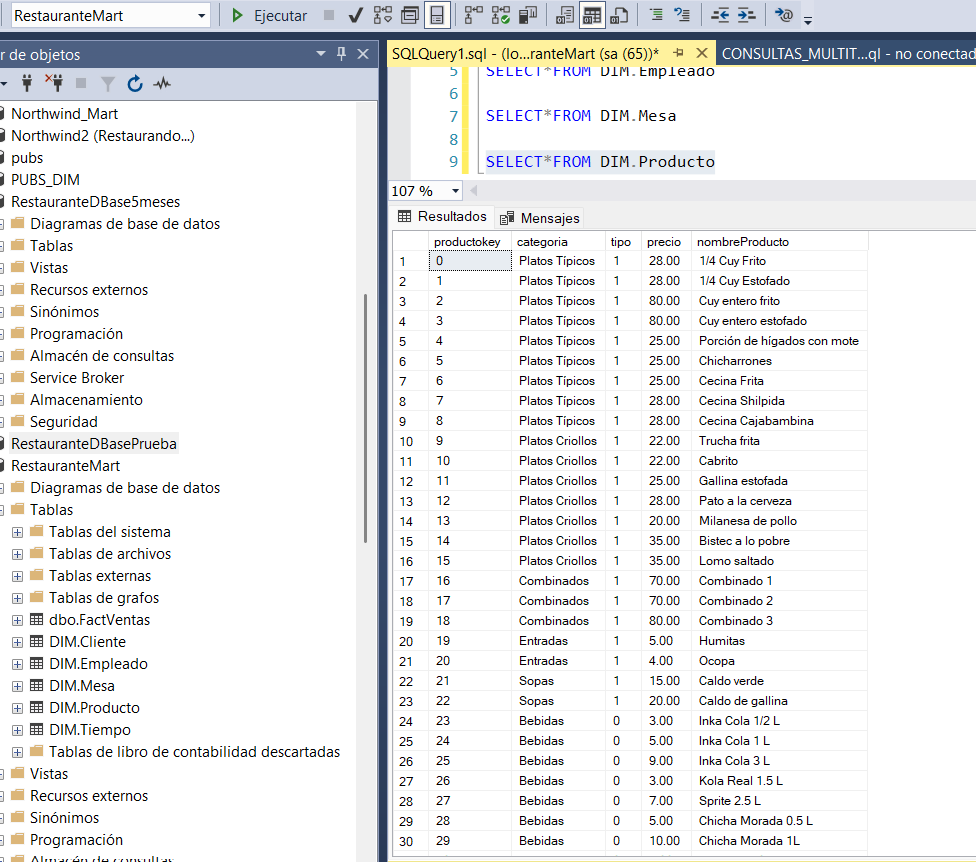 RestauranteMart
Ejecutar
r de objetos
Northwind_Mart
Northwind2 (Restaurando...)
pubs
PUBS_DIM
RestauranteDBase5meses
Diagramas de base de datos
Tablas
Vistas
Recursos externos
Sinónimos
Programación
Almacén de consultas
Service Broker
Almacenamiento
Seguridad
RestauranteDBasePrueba
RestauranteMart
Diagramas de base de datos
Tablas
Tablas del sistema
Tablas de archivos
Tablas externas
Tablas de grafos
dbo.FactVentas
DIM.Cliente
DIM.Empleado
DIM.Mesa
DIM.Producto
DIM.Tiempo
Tablas de libro de contabilidad descartadas
Vistas
Recursos externos
Sinónimos
Programación
Almacén de consultas
SQLQuery1.sql - (lo...ranteMart (sa (65))* CONSULTAS_MULTIT...ql - no conectad
5 SELECT*FROM DIM.Empleado
6
7 SELECT*FROM DIM.Mesa
8
9 SELECT*FROM DIM.Producto
107 %
Resultados Mensajes
productokey categoria tipo precio nombreProducto
1 0 Platos Típicos 1 28.00 1/4 Cuy Frito
2 1 Platos Típicos 1 28.00 1/4 Cuy Estofado
3 2 Platos Típicos 1 80.00 Cuy entero frito
4 3 Platos Típicos 1 80.00 Cuy entero estofado
5 4 Platos Típicos 1 25.00 Porción de hígados con mote
6 5 Platos Típicos 1 25.00 Chicharrones
7 6 Platos Típicos 1 25.00 Cecina Frita
8 7 Platos Típicos 1 28.00 Cecina Shilpida
9 8 Platos Típicos 1 28.00 Cecina Cajabambina
10 9 Platos Criollos 1 22.00 Trucha frita
11 10 Platos Criollos 1 22.00 Cabrito
12 11 Platos Criollos 1 25.00 Gallina estofada
13 12 Platos Criollos 1 28.00 Pato a la cerveza
14 13 Platos Criollos 1 20.00 Milanesa de pollo
15 14 Platos Criollos 1 35.00 Bistec a lo pobre
16 15 Platos Criollos 1 35.00 Lomo saltado
17 16 Combinados 1 70.00 Combinado 1
18 17 Combinados 1 70.00 Combinado 2
19 18 Combinados 1 80.00 Combinado 3
20 19 Entradas 1 5.00 Humitas
21 20 Entradas 1 4.00 Ocopa
22 21 Sopas 1 15.00 Caldo verde
23 22 Sopas 1 20.00 Caldo de gallina
24 23 Bebidas 0 3.00 Inka Cola 1/2 L
25 24 Bebidas 0 5.00 Inka Cola 1 L
26 25 Bebidas 0 9.00 Inka Cola 3 L
27 26 Bebidas 0 3.00 Kola Real 1.5 L
28 27 Bebidas 0 7.00 Sprite 2.5 L
29 28 Bebidas 0 5.00 Chicha Morada 0.5 L
30 29 Bebidas 0 10.00 Chicha Morada 1L